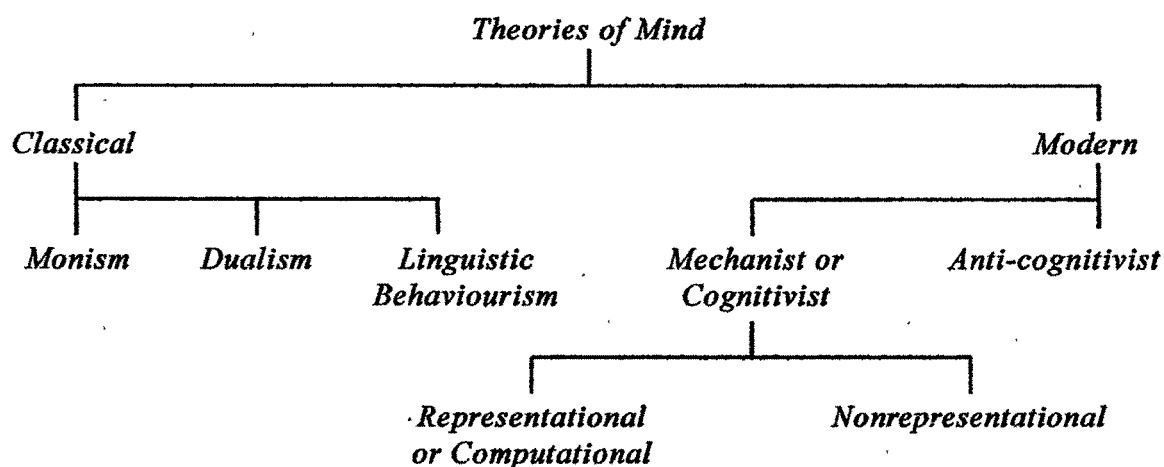 Theories of Mind
Classical
Modern
Monism
Dualism
Linguistic
Behaviourism
Mechanist or
Cognitivist
Anti-cognitivist
Representational
or Computational
Nonrepresentational